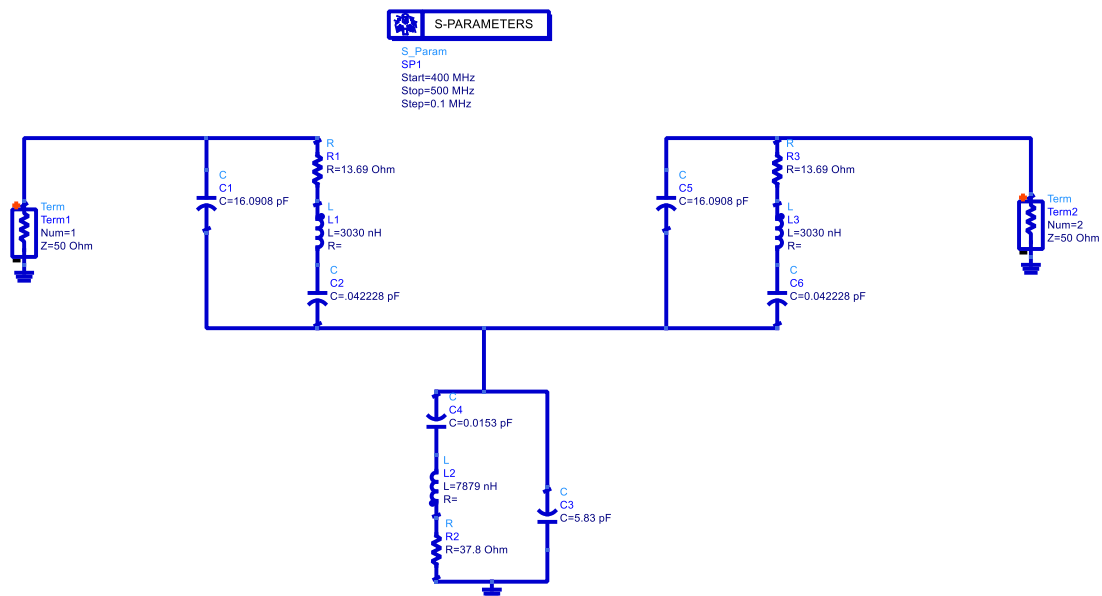 S-PARAMETERS
S_Param
SP1
Start=400 MHz
Stop=500 MHz
Step=0.1 MHz
Term
Term1
Num=1
Z=50 Ohm
C
C1
C=16.0908 pF
R
R1
R=13.69 Ohm
L
L1
L=3030 nH
R=
C
C2
C=.042228 pF
C
C5
C=16.0908 pF
R
R3
R=13.69 Ohm
L
L3
L=3030 nH
R=
C
C6
C=0.042228 pF
Term
Term2
Num=2
Z=50 Ohm
C
C4
C=0.0153 pF
L
L2
L=7879 nH
R=
R
R2
R=37.8 Ohm
C
C3
C=5.83 pF